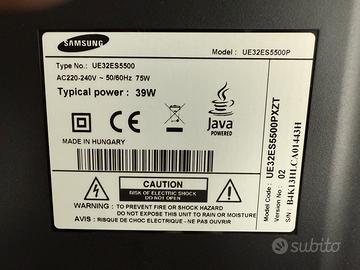 SAMSUNG
Model : UE32ES5500P
Type No.: UE32ES5500
AC220-240V ~ 50/60Hz 75W
Typical power : 39W
Java
POWERED
MADE IN HUNGARY
CAUTION
RISK OF ELECTRIC SHOCK
DO NOT OPEN
WARNING : TO PREVENT FIRE OR SHOCK HAZARD
DO NOT EXPOSE TO RAIN OR MOISTURE
AVIS : RISQUE DE CHOC ELECTRIQUE - NE PAS OUVRIR
Model Code : UE32ES5500PXZT
Version No : 02
S/N : B4K13HLCA01443H
subito